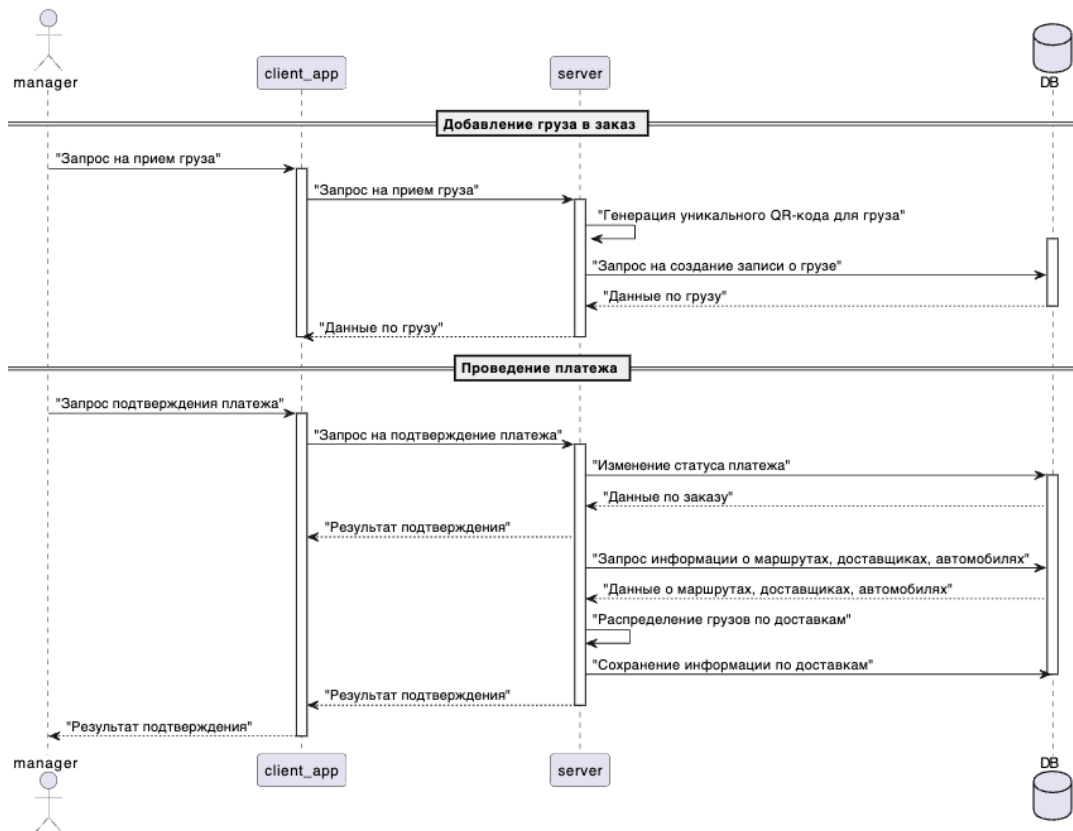 manager
client_app
server
DB
Добавление груза в заказ
"Запрос на прием груза"
"Запрос на прием груза"
"Генерация уникального QR-кода для груза"
"Запрос на создание записи о грузе"
"Данные по грузу"
"Данные по грузу"
Проведение платежа
"Запрос подтверждения платежа"
"Запрос на подтверждение платежа"
"Изменение статуса платежа"
"Данные по заказу"
"Результат подтверждения"
"Запрос информации о маршрутах, доставщиках, автомобилях"
"Данные о маршрутах, доставщиках, автомобилях"
"Распределение грузов по доставкам"
"Сохранение информации по доставкам"
"Результат подтверждения"
"Результат подтверждения"
manager
client_app
server
DB